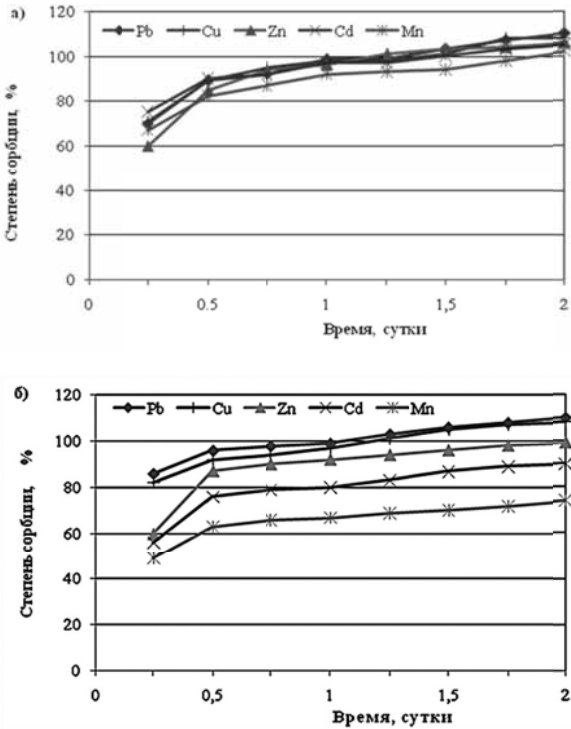 а)
Pb Cu Zn Cd Mn
Степень сорбции, %
120
100
80
60
40
20
0
0 0.5 1 1,5 2
Время, сутки
б)
Pb Cu Zn Cd Mn
Степень сорбции, %
120
100
80
60
40
20
0
0 0,5 1 1,5 2
Время, сутки